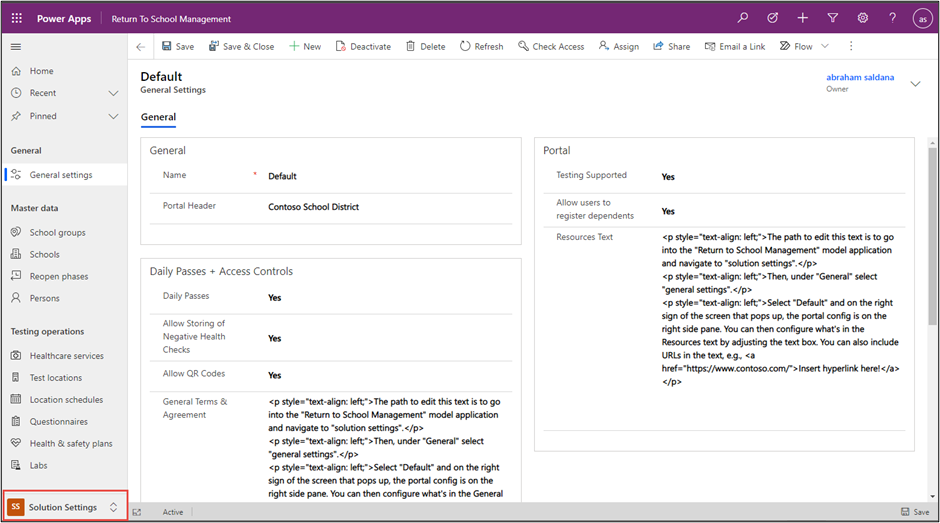 Power Apps
Return To School Management
as
Save
Save & Close
New
Deactivate
Delete
Refresh
Check Access
Assign
Share
Email a Link
Flow
Home
Recent
Pinned
General
General settings
Master data
School groups
Schools
Reopen phases
Persons
Testing operations
Healthcare services
Test locations
Location schedules
Questionnaires
Health & safety plans
Labs
SS Solution Settings
Default
General Settings
abraham saldana
Owner
General
General
Name * Default
Portal Header Contoso School District
Daily Passes + Access Controls
Daily Passes Yes
Allow Storing of
Negative Health Yes
Checks
Allow QR Codes Yes
General Terms &
Agreement
<p style="text-align: left;">The path to edit this text is to go
into the "Return to School Management" model application
and navigate to "solution settings".</p>
<p style="text-align: left;">Then, under "General" select
"general settings".</p>
<p style="text-align: left;">Select "Default" and on the right
sign of the screen that pops up, the portal config is on the
right side pane. You can then configure what's in the General
Portal
Testing Supported Yes
Allow users to
register dependents Yes
Resources Text
<p style="text-align: left;">The path to edit this text is to go
into the "Return to School Management" model application
and navigate to "solution settings".</p>
<p style="text-align: left;">Then, under "General" select
"general settings".</p>
<p style="text-align: left;">Select "Default" and on the right
sign of the screen that pops up, the portal config is on the
right side pane. You can then configure what's in the
Resources text by adjusting the text box. You can also include
URLs in the text, e.g., <a
href="https://www.contoso.com/">Insert hyperlink here!</a>
</p>
Active
Save